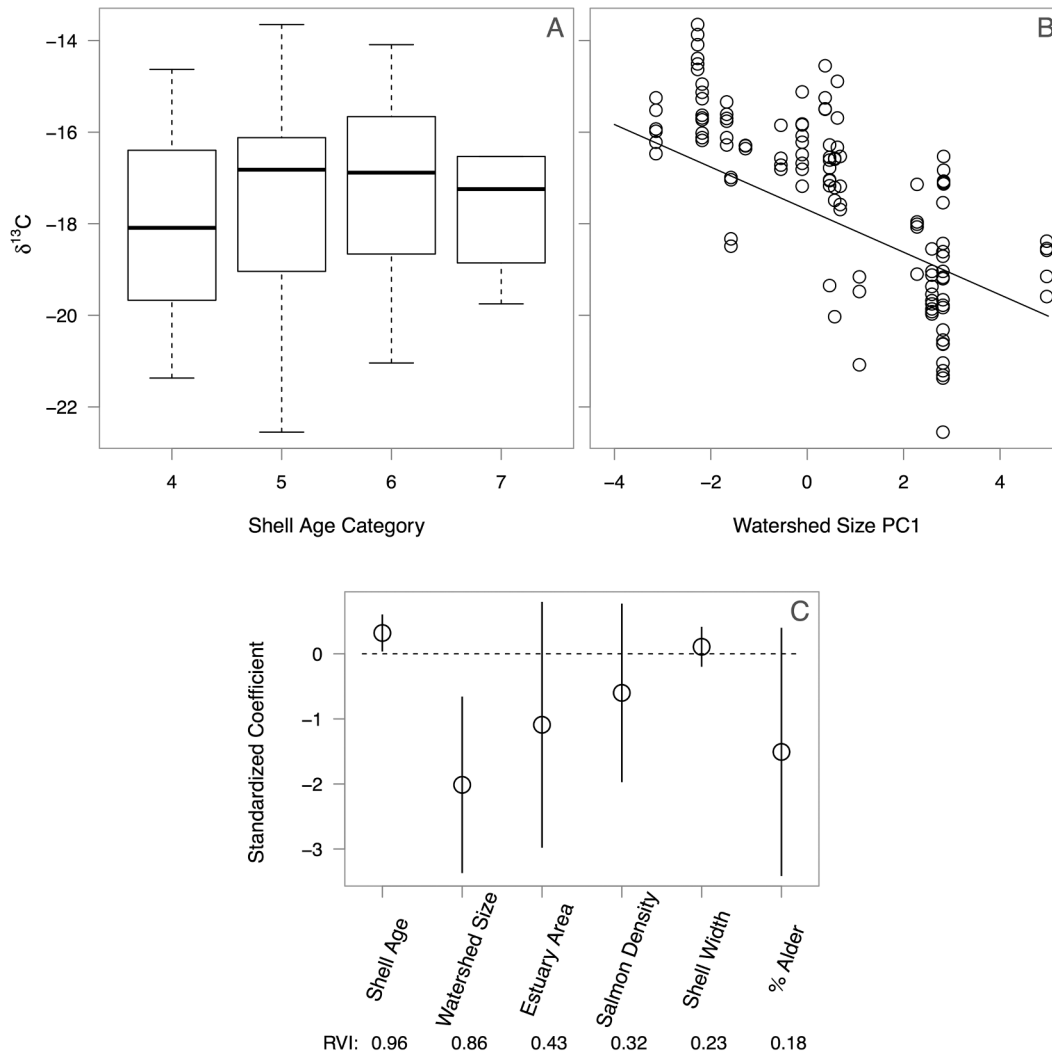 A
B
δ¹³C
−14
−16
−18
−20
−22
4 5 6 7
−4 −2 0 2 4
Shell Age Category
Watershed Size PC1
C
Standardized Coefficient
0
−1
−2
−3
Shell Age
Watershed Size
Estuary Area
Salmon Density
Shell Width
% Alder
RVI: 0.96 0.86 0.43 0.32 0.23 0.18